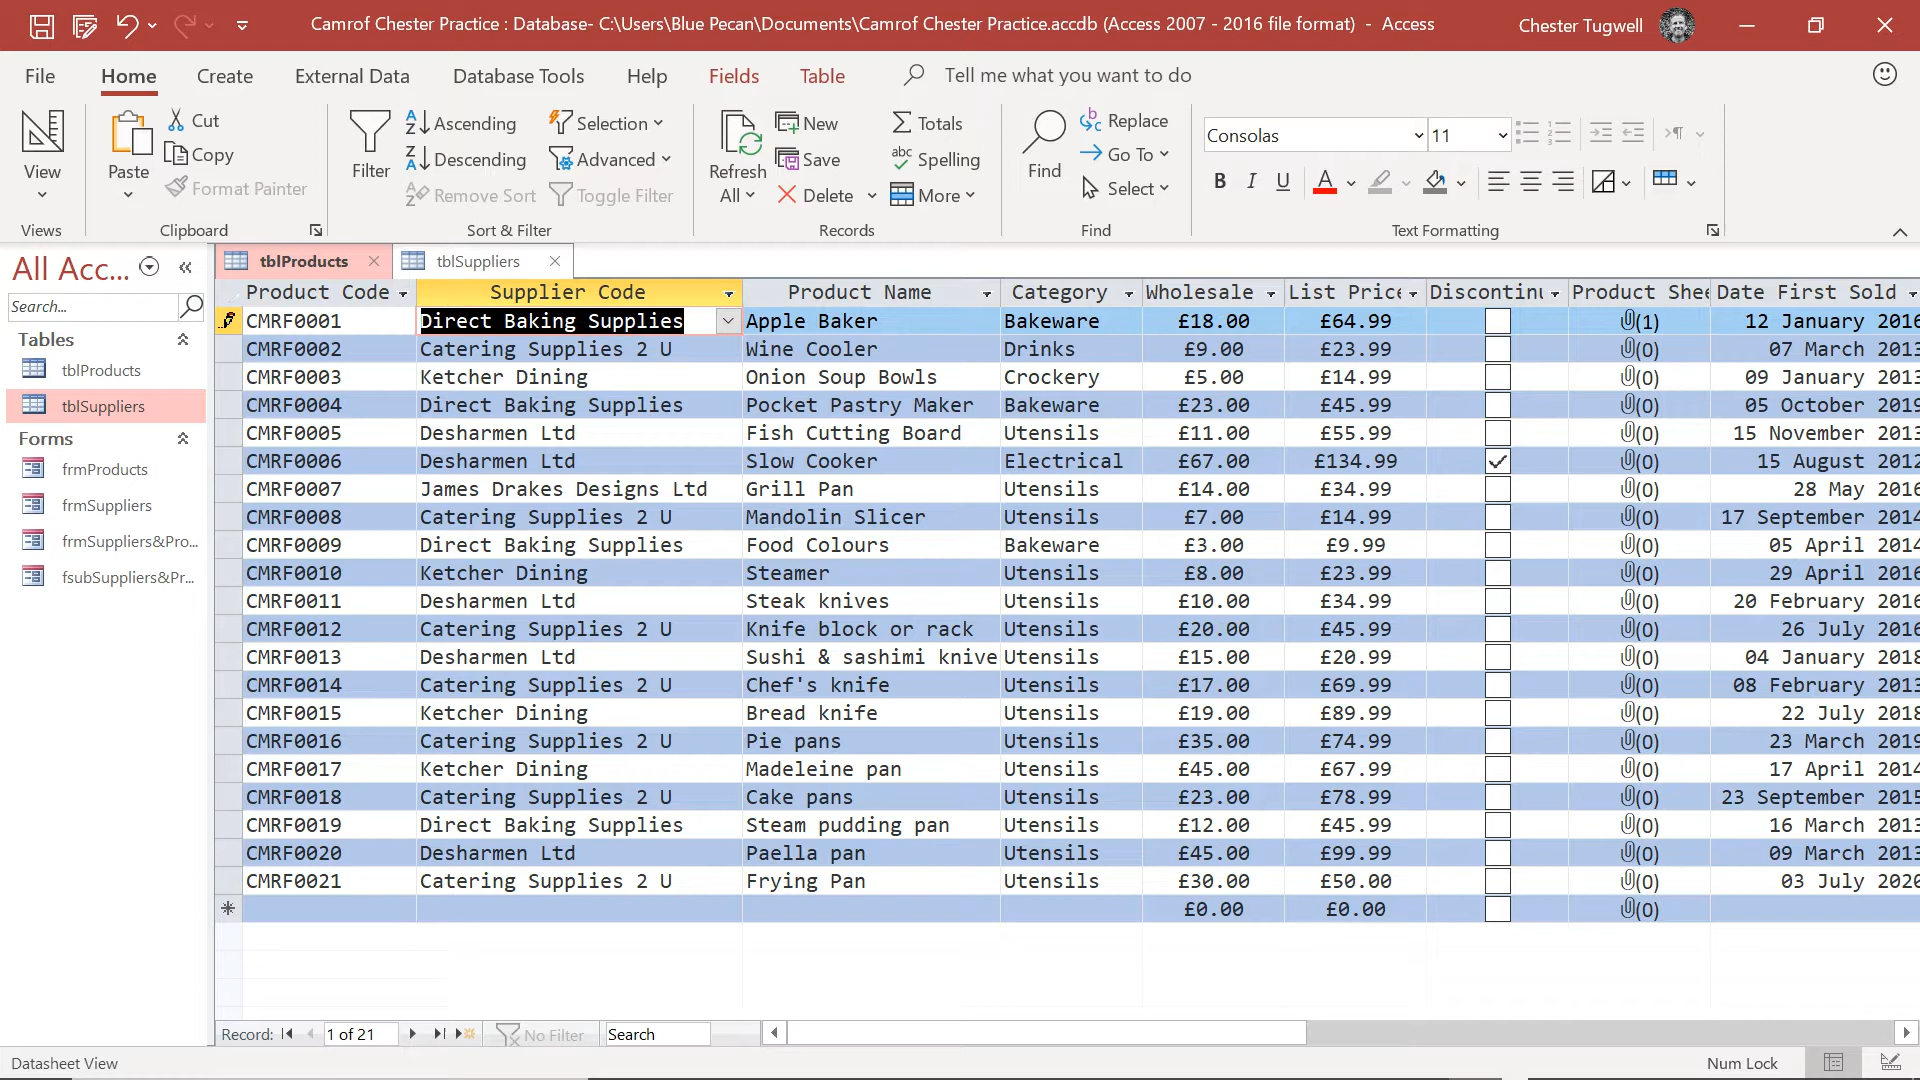 Camrof Chester Practice : Database- C:\Users\Blue Pecan\Documents\Camrof Chester Practice.accdb (Access 2007 - 2016 file format) - Access
Chester Tugwell
File Home Create External Data Database Tools Help Fields Table Tell me what you want to do
View
Views
Paste
Cut
Copy
Format Painter
Clipboard
Filter
Ascending
Descending
Remove Sort
Selection
Advanced
Toggle Filter
Sort & Filter
Refresh All
New
Save
Delete
Totals
Spelling
More
Records
Find
Replace
Go To
Select
Find
Consolas 11
B I U
Text Formatting
All Acc...
Search...
Tables
tblProducts
tblSuppliers
Forms
frmProducts
frmSuppliers
frmSuppliers&Pro...
fsubSuppliers&Pr...
tblProducts tblSuppliers
Product Code Supplier Code Product Name Category Wholesale List Price Discontinu Product Shee Date First Sold
CMRF0001 Direct Baking Supplies Apple Baker Bakeware £18.00 £64.99 (1) 12 January 2016
CMRF0002 Catering Supplies 2 U Wine Cooler Drinks £9.00 £23.99 (0) 07 March 2013
CMRF0003 Ketcher Dining Onion Soup Bowls Crockery £5.00 £14.99 (0) 09 January 2013
CMRF0004 Direct Baking Supplies Pocket Pastry Maker Bakeware £23.00 £45.99 (0) 05 October 2019
CMRF0005 Desharmen Ltd Fish Cutting Board Utensils £11.00 £55.99 (0) 15 November 2013
CMRF0006 Desharmen Ltd Slow Cooker Electrical £67.00 £134.99 (0) 15 August 2012
CMRF0007 James Drakes Designs Ltd Grill Pan Utensils £14.00 £34.99 (0) 28 May 2016
CMRF0008 Catering Supplies 2 U Mandolin Slicer Utensils £7.00 £14.99 (0) 17 September 2014
CMRF0009 Direct Baking Supplies Food Colours Bakeware £3.00 £9.99 (0) 05 April 2014
CMRF0010 Ketcher Dining Steamer Utensils £8.00 £23.99 (0) 29 April 2016
CMRF0011 Desharmen Ltd Steak knives Utensils £10.00 £34.99 (0) 20 February 2016
CMRF0012 Catering Supplies 2 U Knife block or rack Utensils £20.00 £45.99 (0) 26 July 2016
CMRF0013 Desharmen Ltd Sushi & sashimi knive Utensils £15.00 £20.99 (0) 04 January 2018
CMRF0014 Catering Supplies 2 U Chef's knife Utensils £17.00 £69.99 (0) 08 February 2013
CMRF0015 Ketcher Dining Bread knife Utensils £19.00 £89.99 (0) 22 July 2018
CMRF0016 Catering Supplies 2 U Pie pans Utensils £35.00 £74.99 (0) 23 March 2019
CMRF0017 Ketcher Dining Madeleine pan Utensils £45.00 £67.99 (0) 17 April 2014
CMRF0018 Catering Supplies 2 U Cake pans Utensils £23.00 £78.99 (0) 23 September 2015
CMRF0019 Direct Baking Supplies Steam pudding pan Utensils £12.00 £45.99 (0) 16 March 2013
CMRF0020 Desharmen Ltd Paella pan Utensils £45.00 £99.99 (0) 09 March 2013
CMRF0021 Catering Supplies 2 U Frying Pan Utensils £30.00 £50.00 (0) 03 July 2020
£0.00 £0.00 (0)
Record: 1 of 21 No Filter Search
Datasheet View
Num Lock